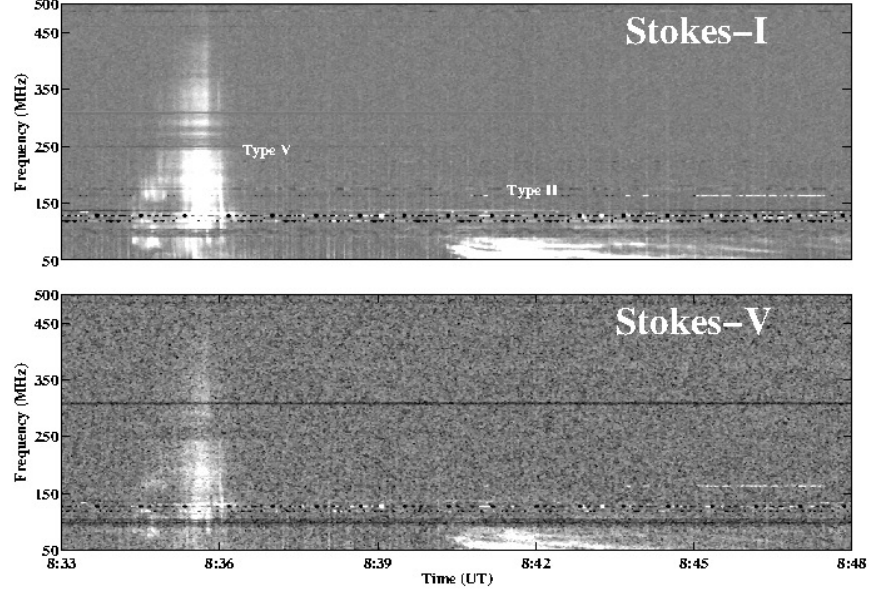 500
Stokes-I
450
350
Frequency (MHz)
250
Type V
Type II
150
50
500
Stokes-V
450
350
Frequency (MHz)
250
150
50
8:33 8:36 8:39 8:42 8:45 8:48
Time (UT)